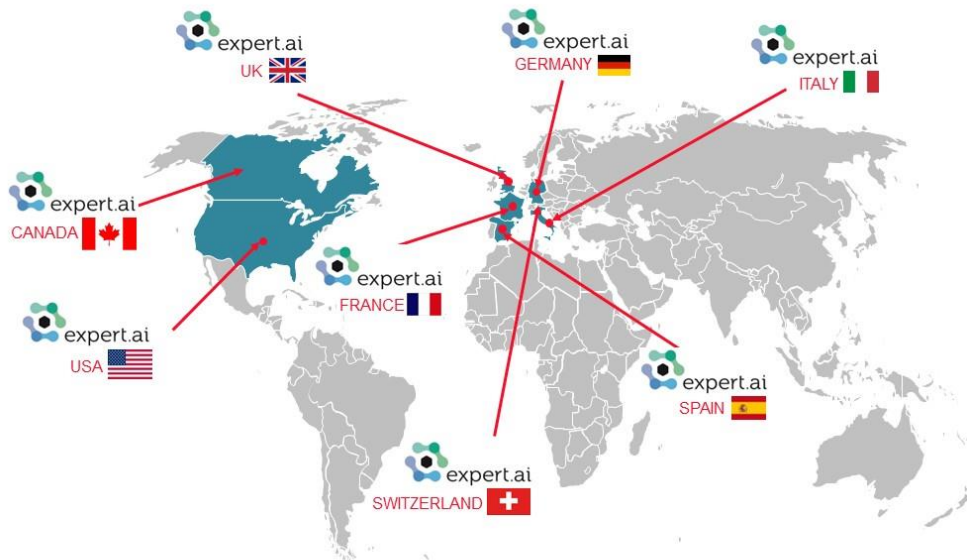 expert.ai
UK
expert.ai
GERMANY
expert.ai
ITALY
expert.ai
CANADA
expert.ai
FRANCE
expert.ai
USA
expert.ai
SPAIN
expert.ai
SWITZERLAND